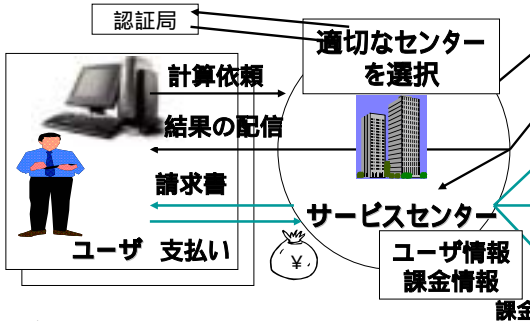 認証局
適切なセンター
を選択
計算依頼
結果の配信
請求書
サービスセンター
ユーザ 支払い
¥
ユーザ情報
課金情報
課金